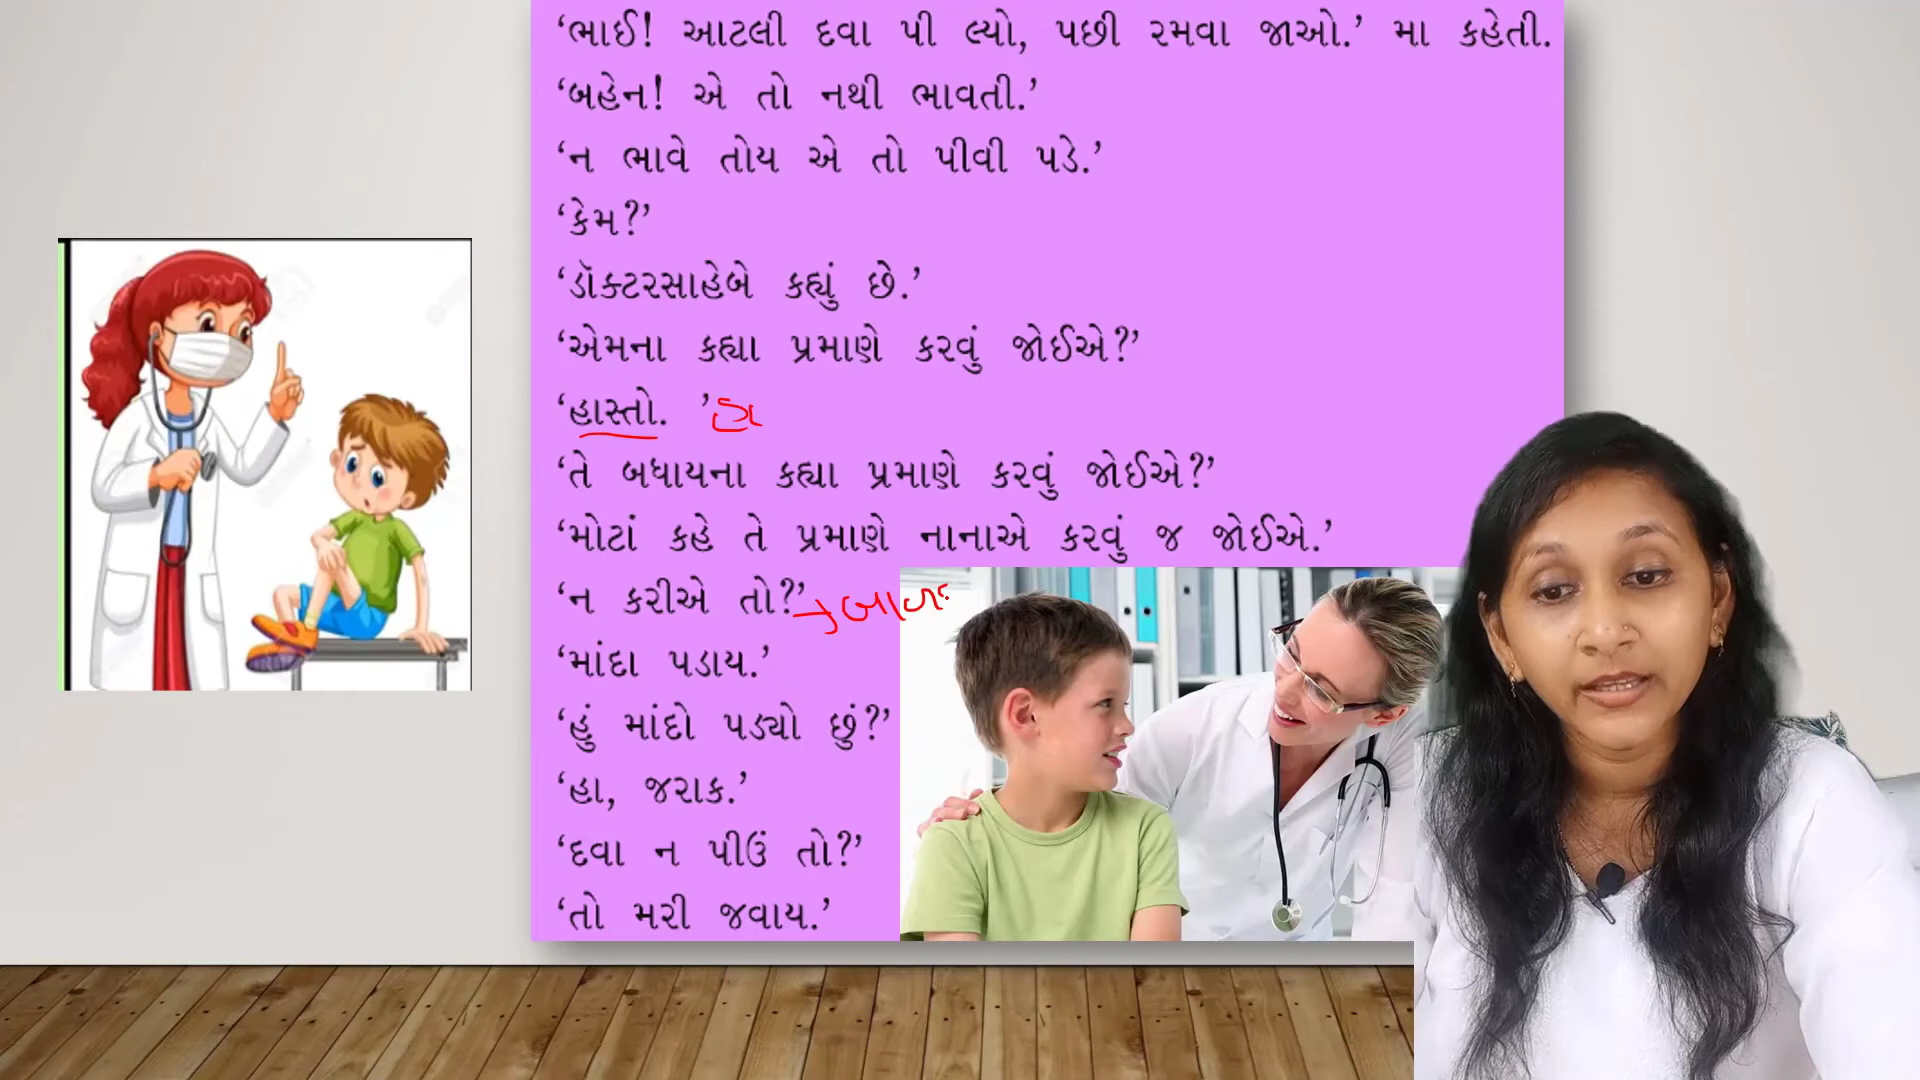 ‘ભાઈ! આટલી દવા પી લ્યો, પછી રમવા જાઓ.’ મા કહેતી.
‘બહેન! એ તો નથી ભાવતી.’
‘ન ભાવે તોય એ તો પીવી પડે.’
‘કેમ?’
‘ડૉક્ટરસાહેબે કહ્યું છે.’
‘એમના કહ્યા પ્રમાણે કરવું જોઈએ?’
‘હાસ્તો. ’ હા
‘તે બધાયના કહ્યા પ્રમાણે કરવું જોઈએ?’
‘મોટાં કહે તે પ્રમાણે નાનાએ કરવું જ જોઈએ.’
‘ન કરીએ તો?’
‘માંદા પડાય.’
‘હું માંદો પડ્યો છું?’
‘હા, જરાક.’
‘દવા ન પીઉં તો?’
‘તો મરી જવાય.’